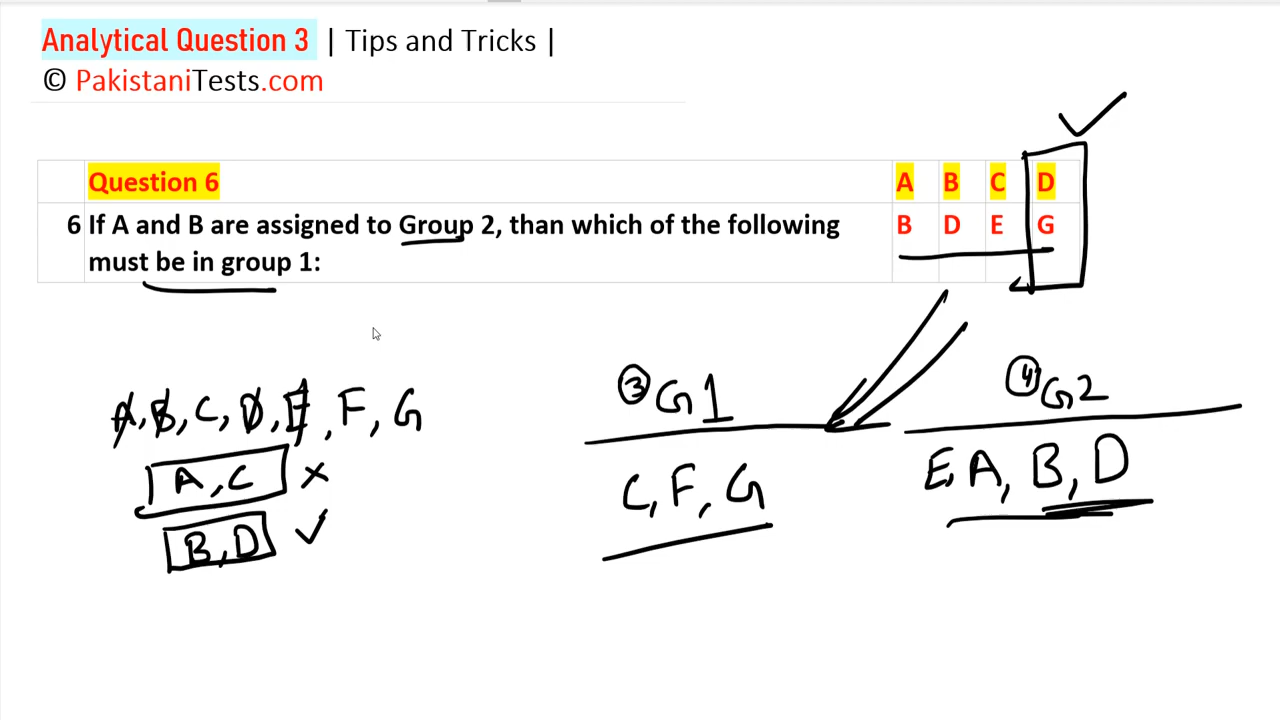 Analytical Question 3 | Tips and Tricks |
© PakistaniTests.com
Question 6 A B C D
6 If A and B are assigned to Group 2, than which of the following B D E G
must be in group 1:
A, B, C, D, E, F, G
A, C x
B, D ✓
3 G1
C, F, G
4 G2
E, A, B, D